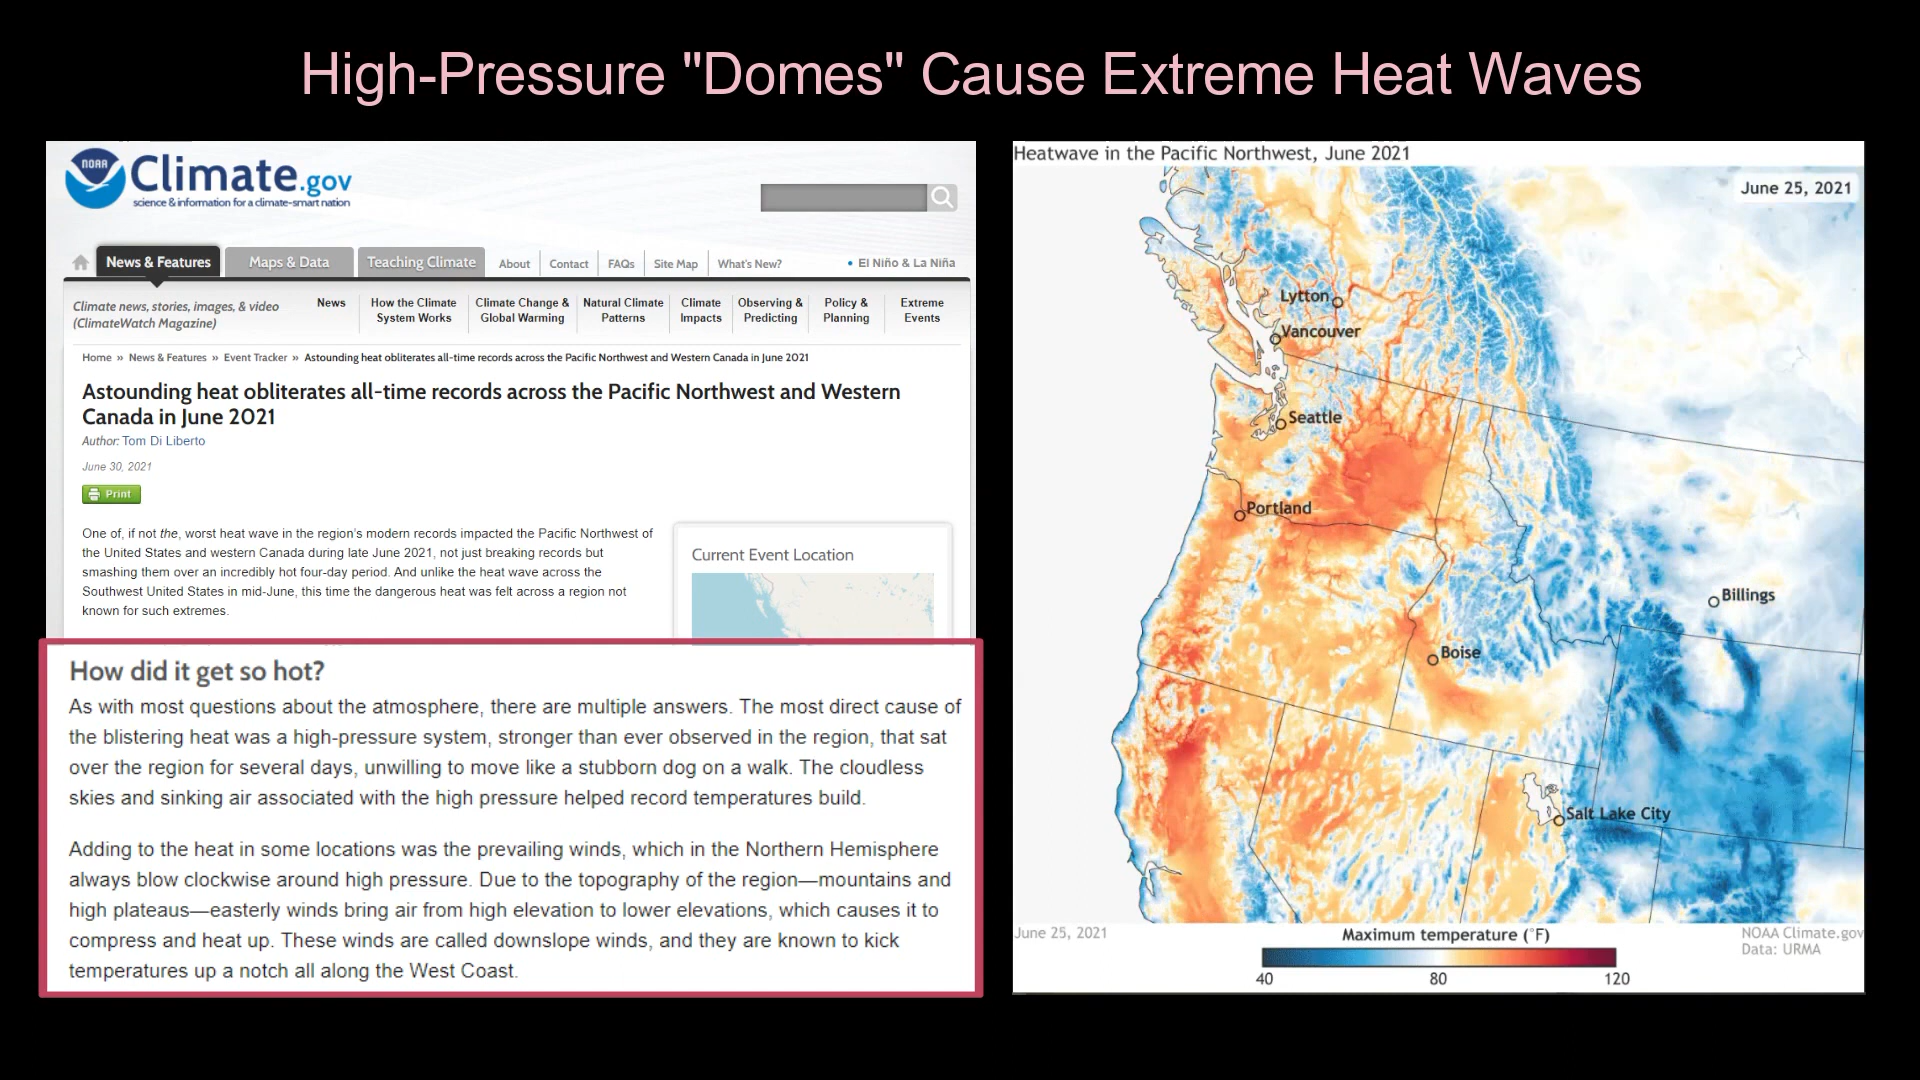 High-Pressure "Domes" Cause Extreme Heat Waves
NOAA
Climate.gov
science & information for a climate-smart nation
News & Features
Maps & Data
Teaching Climate
About
Contact
FAQs
Site Map
What's New?
• El Niño & La Niña
Climate news, stories, images, & video
(ClimateWatch Magazine)
News
How the Climate
System Works
Climate Change &
Global Warming
Natural Climate
Patterns
Climate
Impacts
Observing &
Predicting
Policy &
Planning
Extreme
Events
Home » News & Features » Event Tracker » Astounding heat obliterates all-time records across the Pacific Northwest and Western Canada in June 2021
Astounding heat obliterates all-time records across the Pacific Northwest and Western
Canada in June 2021
Author: Tom Di Liberto
June 30, 2021
Print
One of, if not the, worst heat wave in the region's modern records impacted the Pacific Northwest of
the United States and western Canada during late June 2021, not just breaking records but
smashing them over an incredibly hot four-day period. And unlike the heat wave across the
Southwest United States in mid-June, this time the dangerous heat was felt across a region not
known for such extremes.
Current Event Location
How did it get so hot?
As with most questions about the atmosphere, there are multiple answers. The most direct cause of
the blistering heat was a high-pressure system, stronger than ever observed in the region, that sat
over the region for several days, unwilling to move like a stubborn dog on a walk. The cloudless
skies and sinking air associated with the high pressure helped record temperatures build.
Adding to the heat in some locations was the prevailing winds, which in the Northern Hemisphere
always blow clockwise around high pressure. Due to the topography of the region—mountains and
high plateaus—easterly winds bring air from high elevation to lower elevations, which causes it to
compress and heat up. These winds are called downslope winds, and they are known to kick
temperatures up a notch all along the West Coast.
Heatwave in the Pacific Northwest, June 2021
June 25, 2021
Lytton
Vancouver
Seattle
Portland
Billings
Boise
Salt Lake City
June 25, 2021
Maximum temperature (°F)
40
80
120
NOAA Climate.gov
Data: URMA